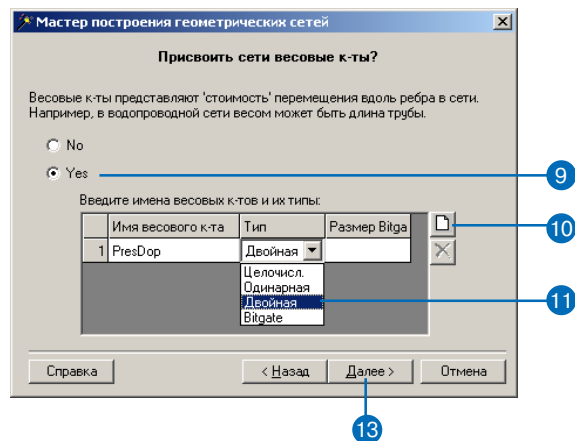 Мастер построения геометрических сетей
Присвоить сети весовые к-ты?
Весовые к-ты представляют 'стоимость' перемещения вдоль ребра в сети.
Например, в водопроводной сети весом может быть длина трубы.
No
Yes
9
Введите имена весовых к-тов и их типы:
Имя весового к-та Тип Размер Bitga
10
1 PresDop Двойная
Целочисл.
Одинарная
Двойная
11
Bitgate
Справка < Назад Далее > Отмена
13